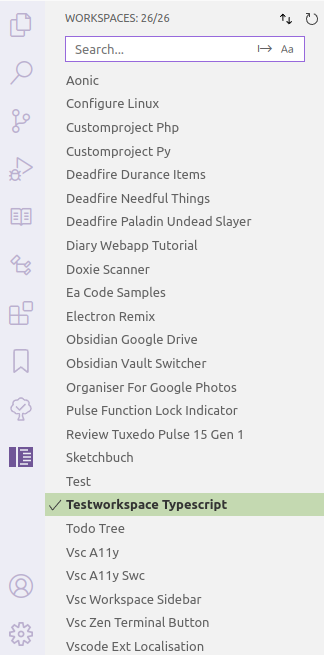 WORKSPACES: 26/26
Search...
Aa
Aonic
Configure Linux
Customproject Php
Customproject Py
Deadfire Durance Items
Deadfire Needful Things
Deadfire Paladin Undead Slayer
Diary Webapp Tutorial
Doxie Scanner
Ea Code Samples
Electron Remix
Obsidian Google Drive
Obsidian Vault Switcher
Organiser For Google Photos
Pulse Function Lock Indicator
Review Tuxedo Pulse 15 Gen 1
Sketchbuch
Test
Testworkspace Typescript
Todo Tree
Vsc A11y
Vsc A11y Swc
Vsc Workspace Sidebar
Vsc Zen Terminal Button
Vscode Ext Localisation